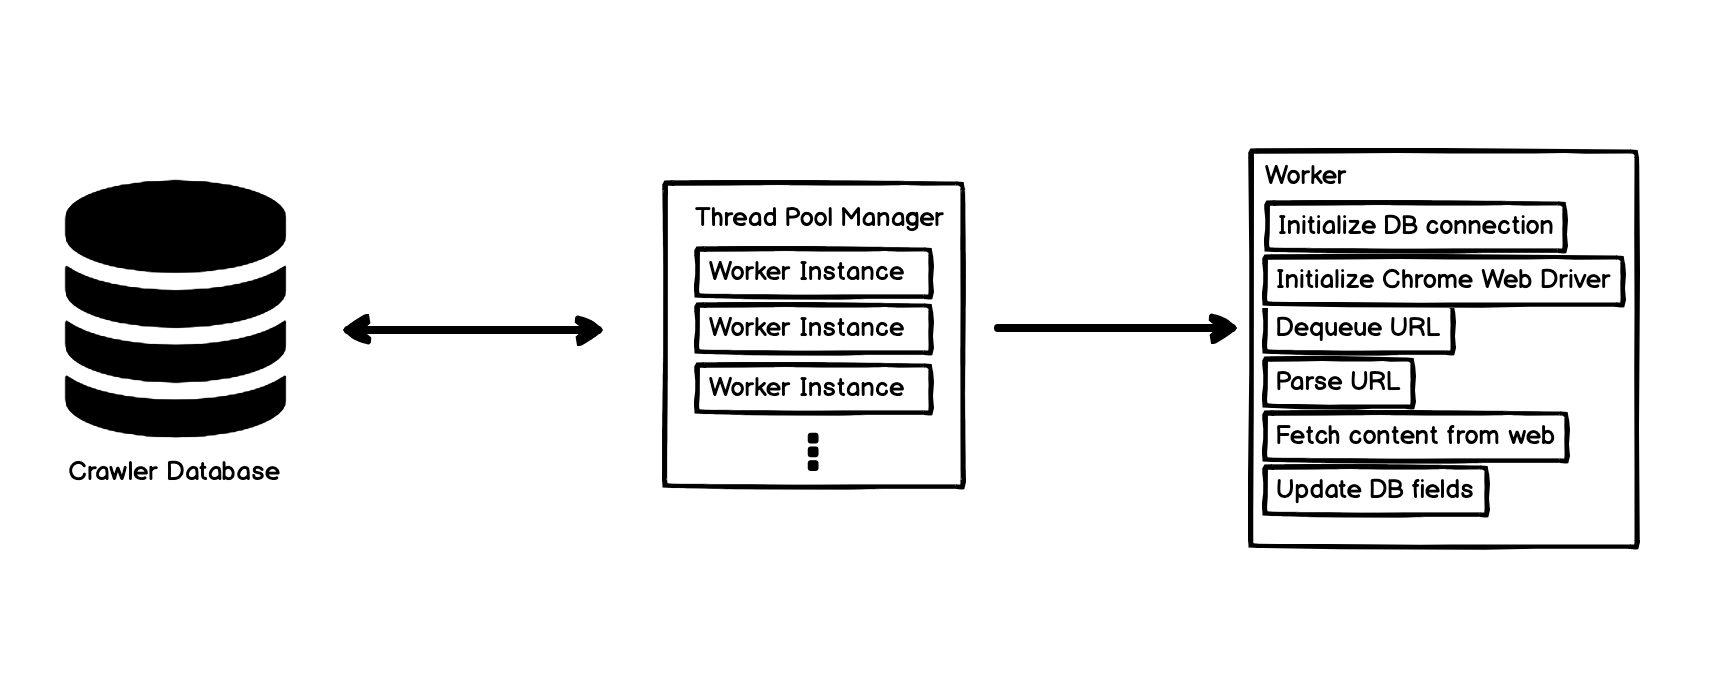 Crawler Database
Thread Pool Manager
Worker Instance
Worker Instance
Worker Instance
Worker
Initialize DB connection
Initialize Chrome Web Driver
Dequeue URL
Parse URL
Fetch content from web
Update DB fields